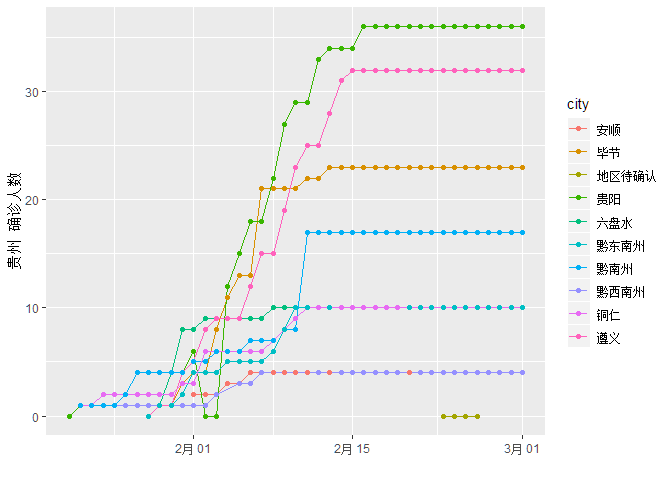 贵州 确诊人数
30
20
10
0
2月 01
2月 15
3月 01
city
安顺
毕节
地区待确认
贵阳
六盘水
黔东南州
黔南州
黔西南州
铜仁
遵义